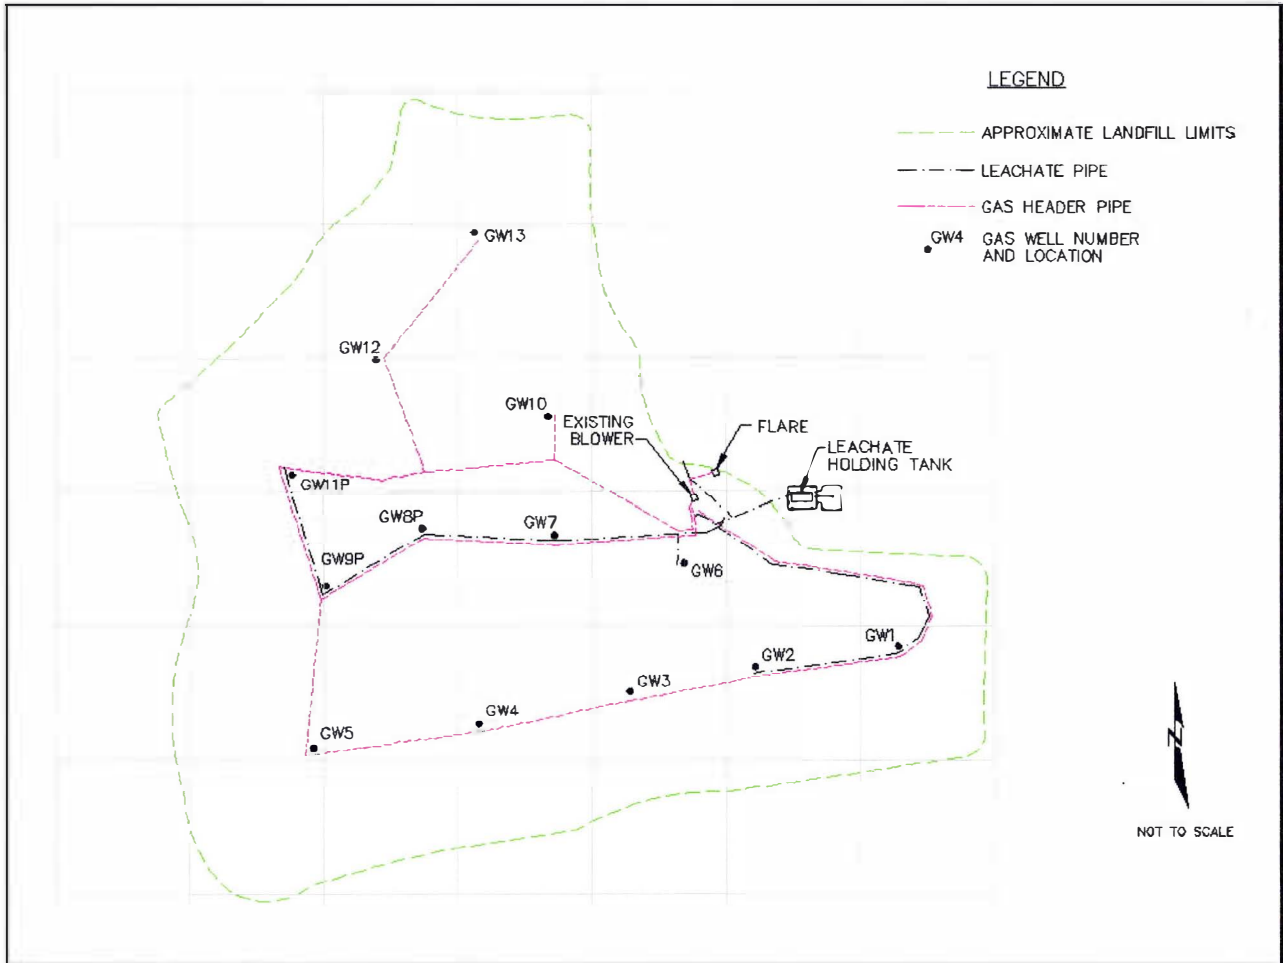 LEGEND
APPROXIMATE LANDFILL LIMITS
LEACHATE PIPE
GAS HEADER PIPE
GW4
GAS WELL NUMBER
AND LOCATION
GW13
GW12
GW10
EXISTING
BLOWER
FLARE
LEACHATE
HOLDING TANK
GW11P
GW8P
GW7
GW9P
GW6
GW1
GW2
GW3
GW4
GW5
N
NOT TO SCALE